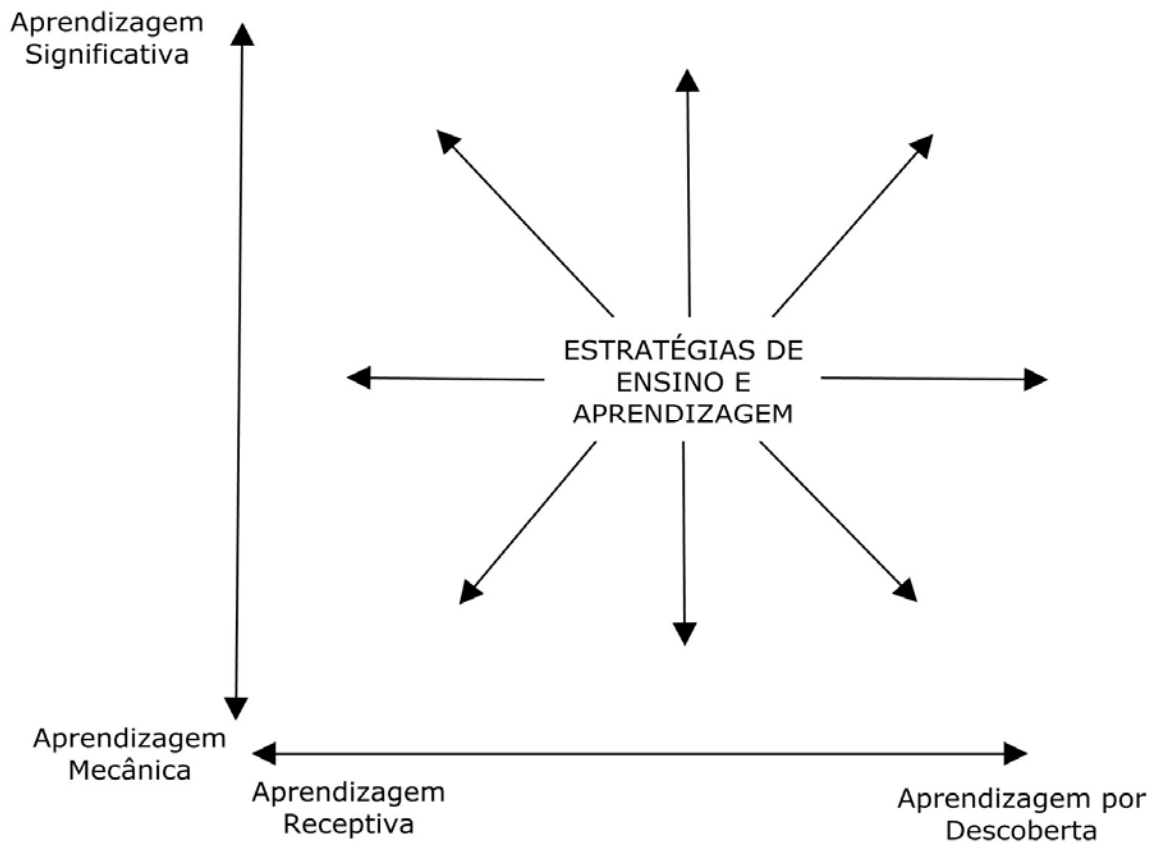 Aprendizagem
Significativa
ESTRATÉGIAS DE
ENSINO E
APRENDIZAGEM
Aprendizagem
Mecânica
Aprendizagem
Receptiva
Aprendizagem por
Descoberta